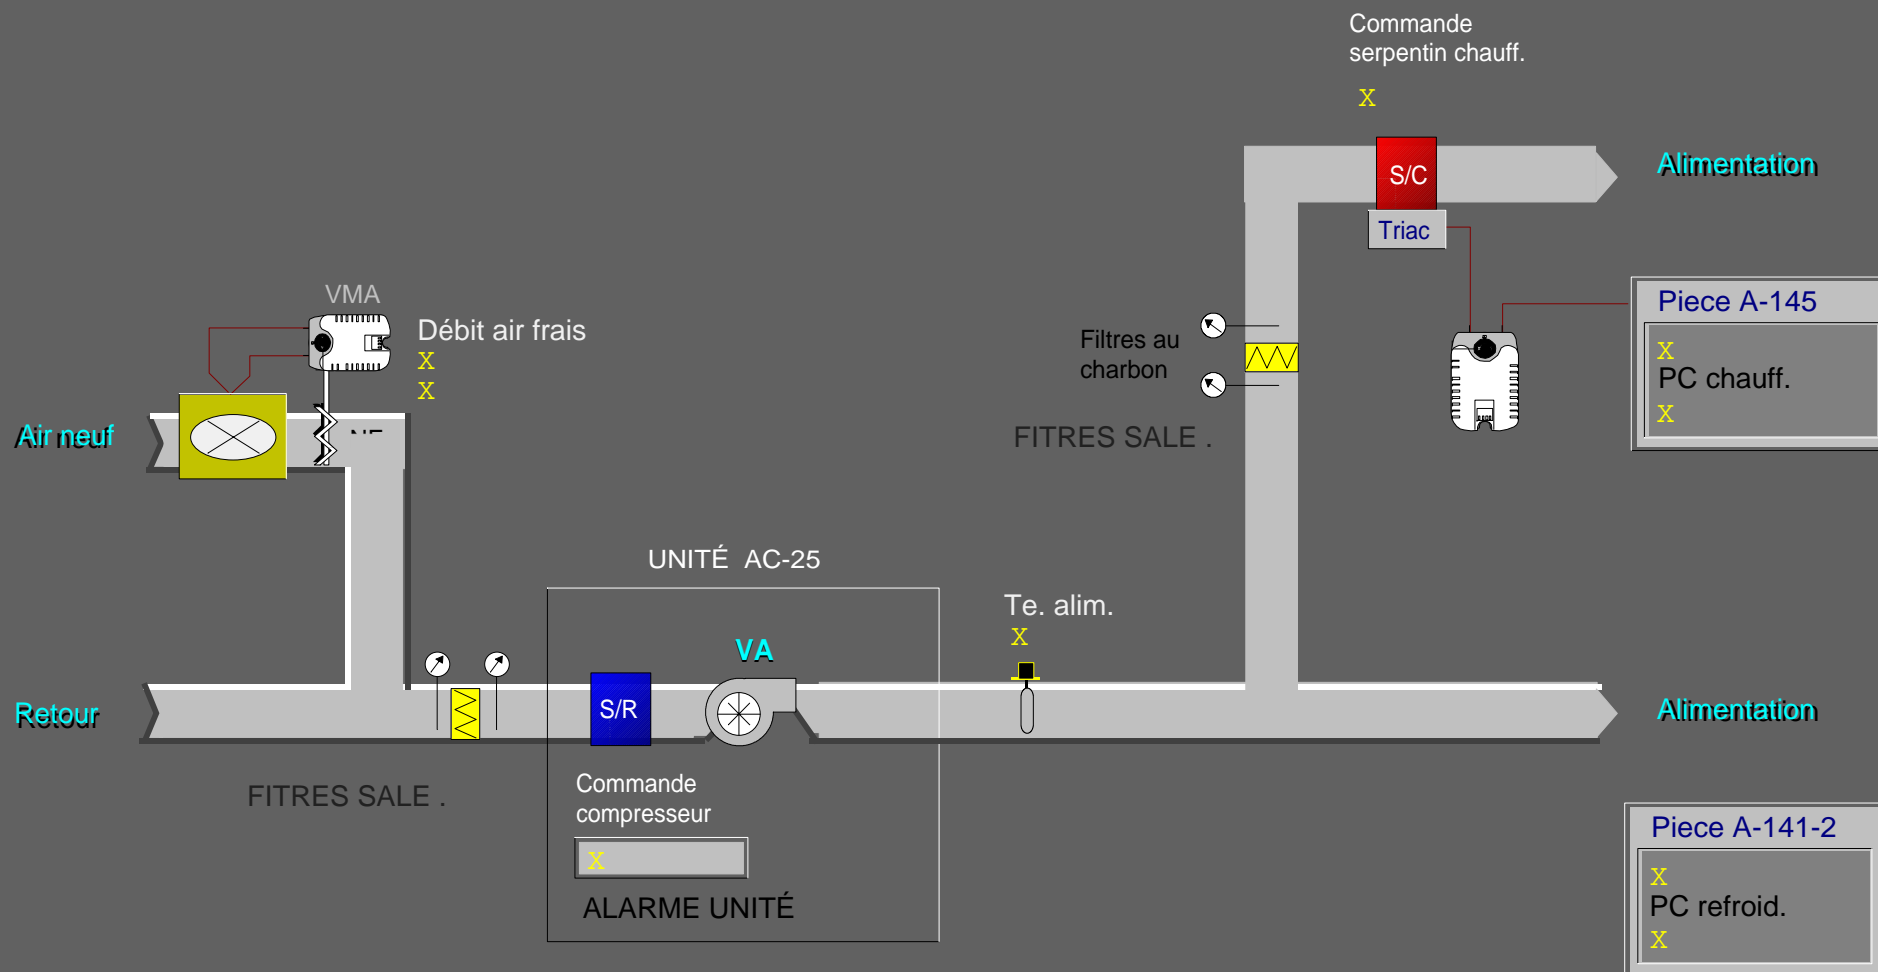 Commande
serpentin chauff.
X
Alimentation
S/C
Triac
VMA
Débit air frais
X
X
Piece A-145
X
PC chauff.
X
Filtres au
charbon
FITRES SALE .
Air neuf
UNITÉ AC-25
Te. alim.
X
VA
Retour
S/R
Alimentation
FITRES SALE .
Commande
compresseur
X
ALARME UNITÉ
Piece A-141-2
X
PC refroid.
X